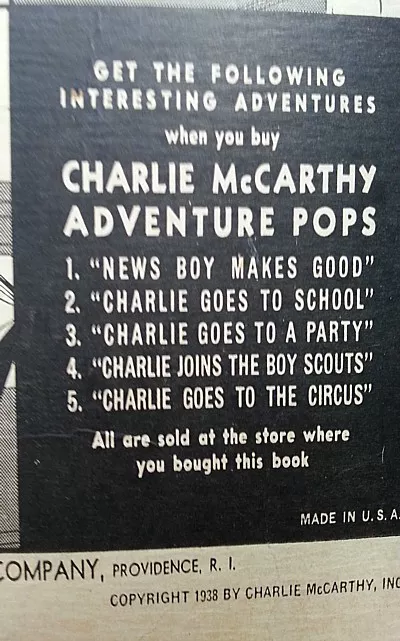 GET THE FOLLOWING
INTERESTING ADVENTURES
when you buy
CHARLIE McCARTHY
ADVENTURE POPS
1. "NEWS BOY MAKES GOOD"
2. "CHARLIE GOES TO SCHOOL"
3. "CHARLIE GOES TO A PARTY"
4. "CHARLIE JOINS THE BOY SCOUTS"
5. "CHARLIE GOES TO THE CIRCUS"
All are sold at the store where
you bought this book
MADE IN U.S.A.
COMPANY, PROVIDENCE, R. I.
COPYRIGHT 1938 BY CHARLIE McCARTHY, INC